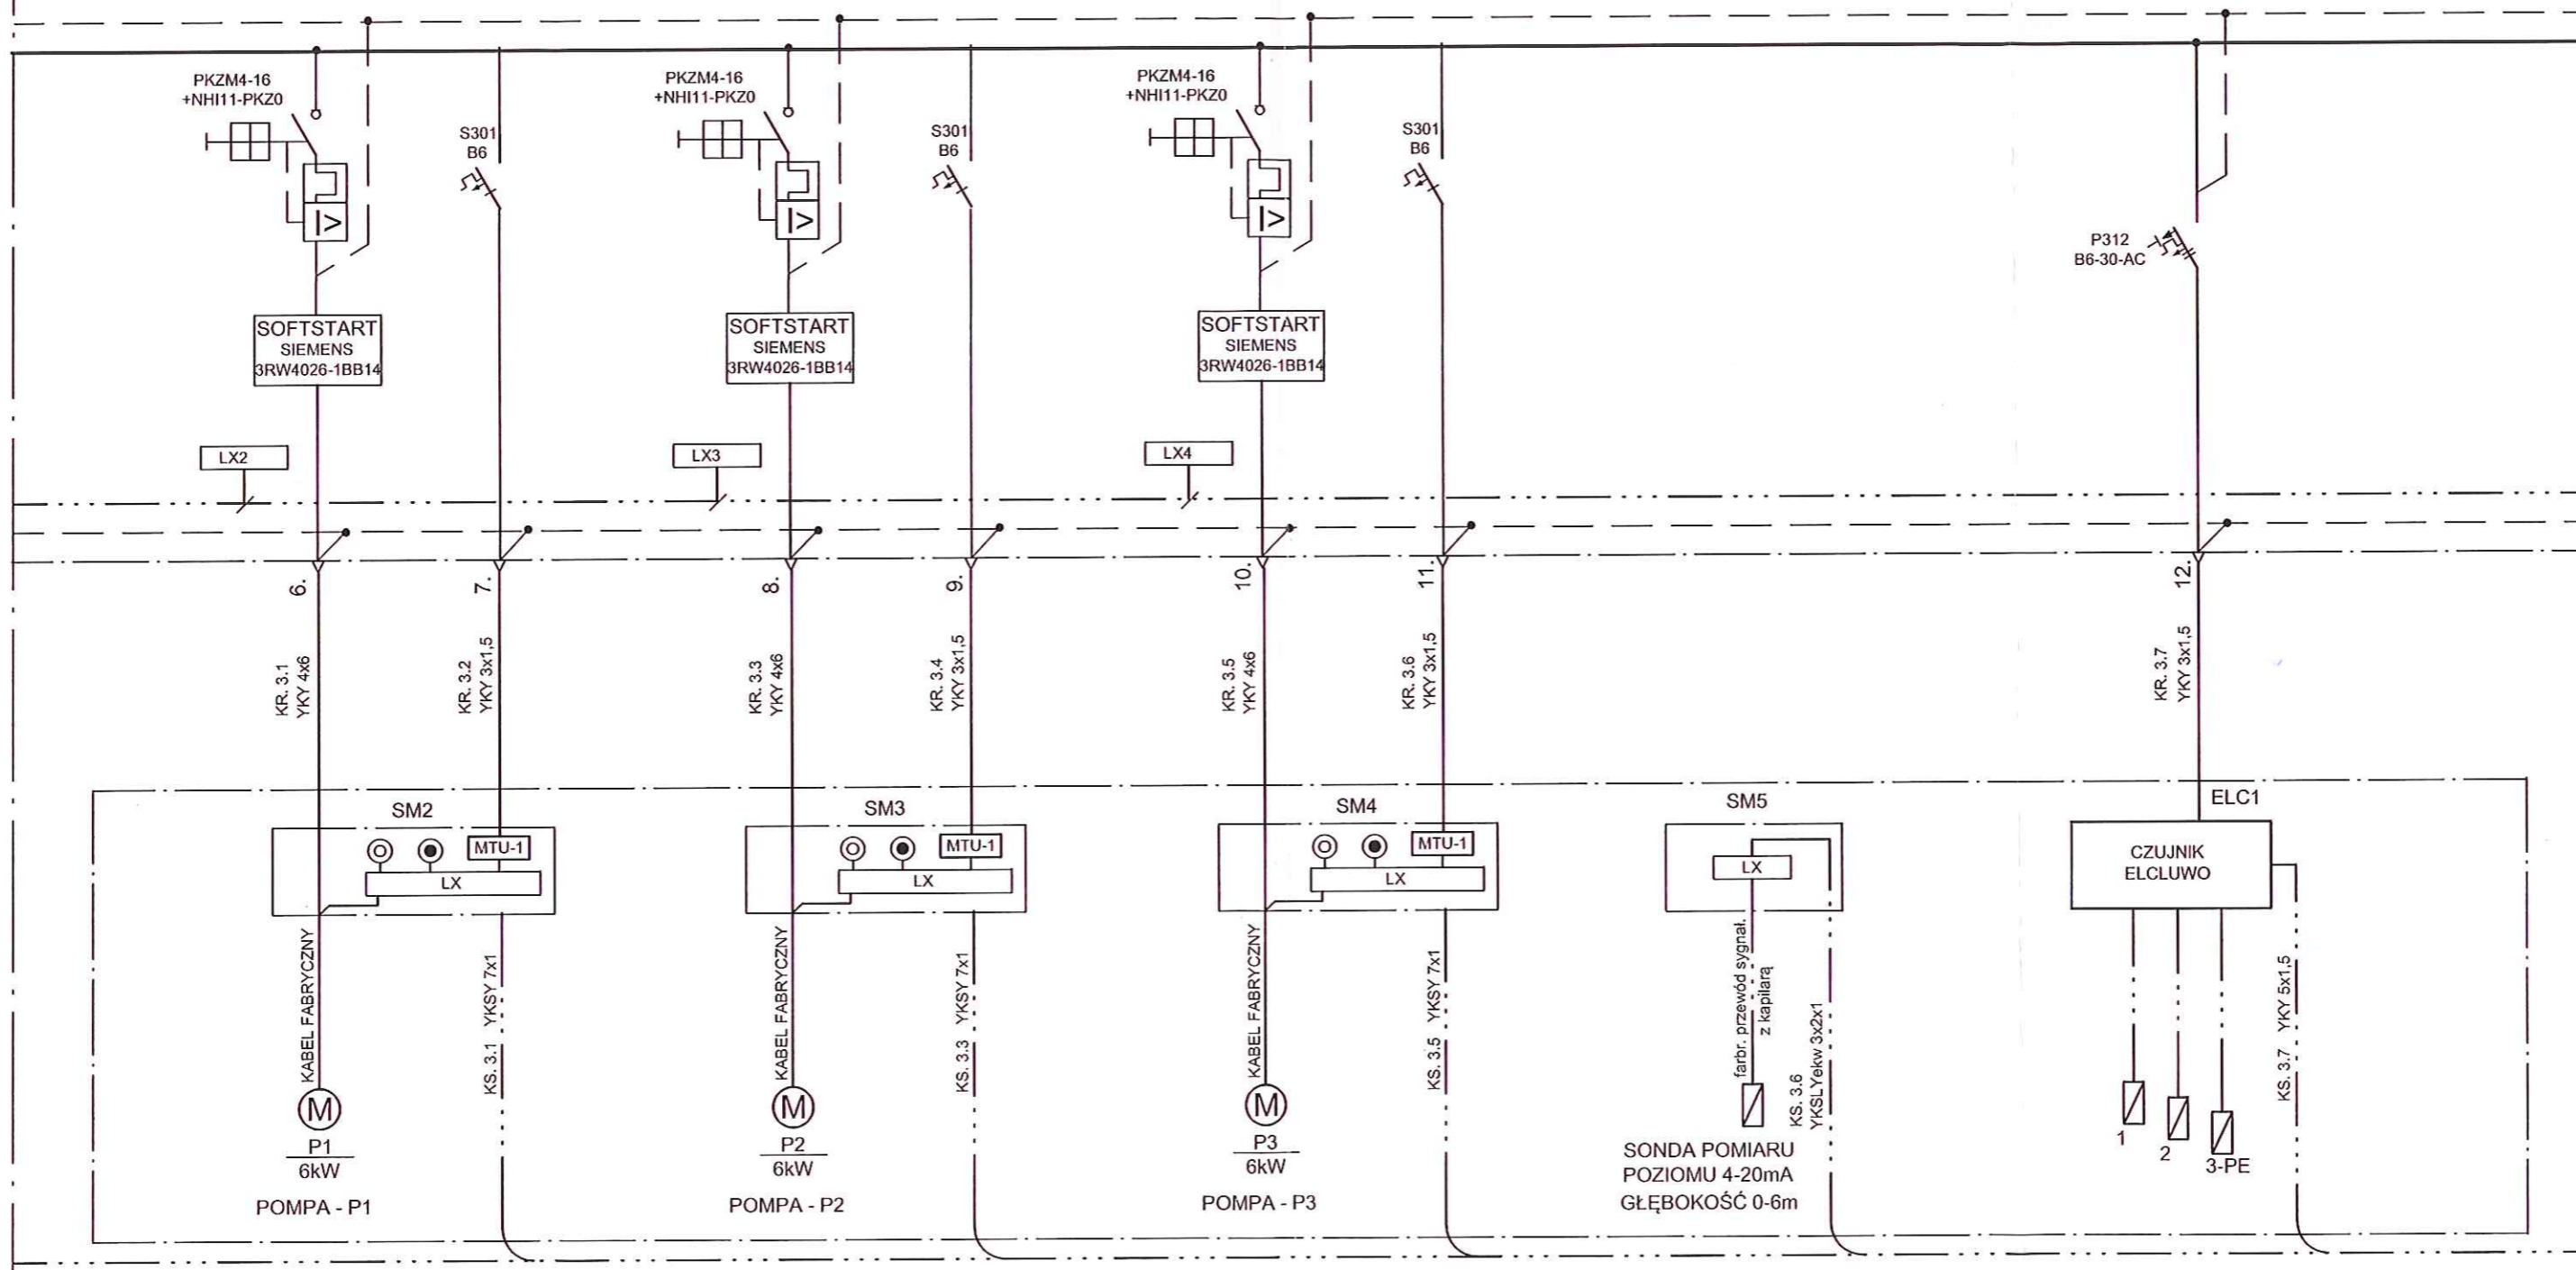 PKZM4-16
+NHI11-PKZ0
S301
B6
PKZM4-16
+NHI11-PKZ0
S301
B6
PKZM4-16
+NHI11-PKZ0
S301
B6
P312
B6-30-AC
I>
I>
I>
SOFTSTART
SIEMENS
3RW4026-1BB14
SOFTSTART
SIEMENS
3RW4026-1BB14
SOFTSTART
SIEMENS
3RW4026-1BB14
LX2
LX3
LX4
6.
7.
8.
9.
10.
11.
12.
KR. 3.1
YKY 4x6
KR. 3.2
YKY 3x1,5
KR. 3.3
YKY 4x6
KR. 3.4
YKY 3x1,5
KR. 3.5
YKY 4x6
KR. 3.6
YKY 3x1,5
KR. 3.7
YKY 3x1,5
SM2
MTU-1
LX
SM3
MTU-1
LX
SM4
MTU-1
LX
SM5
LX
ELC1
CZUJNIK
ELCLUWO
KABEL FABRYCZNY
KS. 3.1 YKSY 7x1
KABEL FABRYCZNY
KS. 3.3 YKSY 7x1
KABEL FABRYCZNY
KS. 3.5 YKSY 7x1
farbr. przewód sygnał.
z kapilarą
KS. 3.6
YKSLYekw 3x2x1
KS. 3.7 YKY 5x1,5
M
P1
6kW
POMPA - P1
M
P2
6kW
POMPA - P2
M
P3
6kW
POMPA - P3
SONDA POMIARU
POZIOMU 4-20mA
GŁĘBOKOŚĆ 0-6m
1
2
3-PE